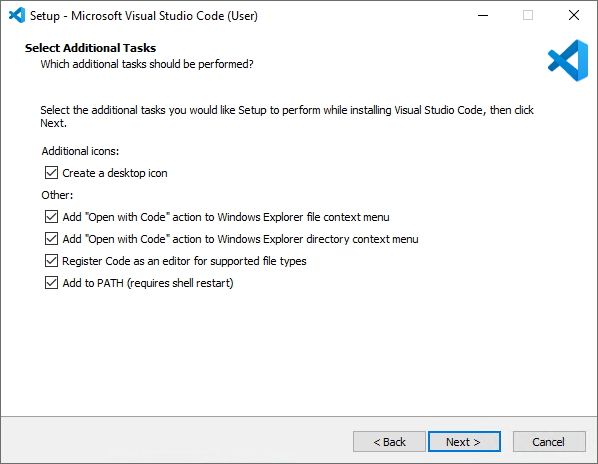 Setup - Microsoft Visual Studio Code (User)
Select Additional Tasks
Which additional tasks should be performed?
Select the additional tasks you would like Setup to perform while installing Visual Studio Code, then click
Next.
Additional icons:
Create a desktop icon
Other:
Add "Open with Code" action to Windows Explorer file context menu
Add "Open with Code" action to Windows Explorer directory context menu
Register Code as an editor for supported file types
Add to PATH (requires shell restart)
< Back Next > Cancel